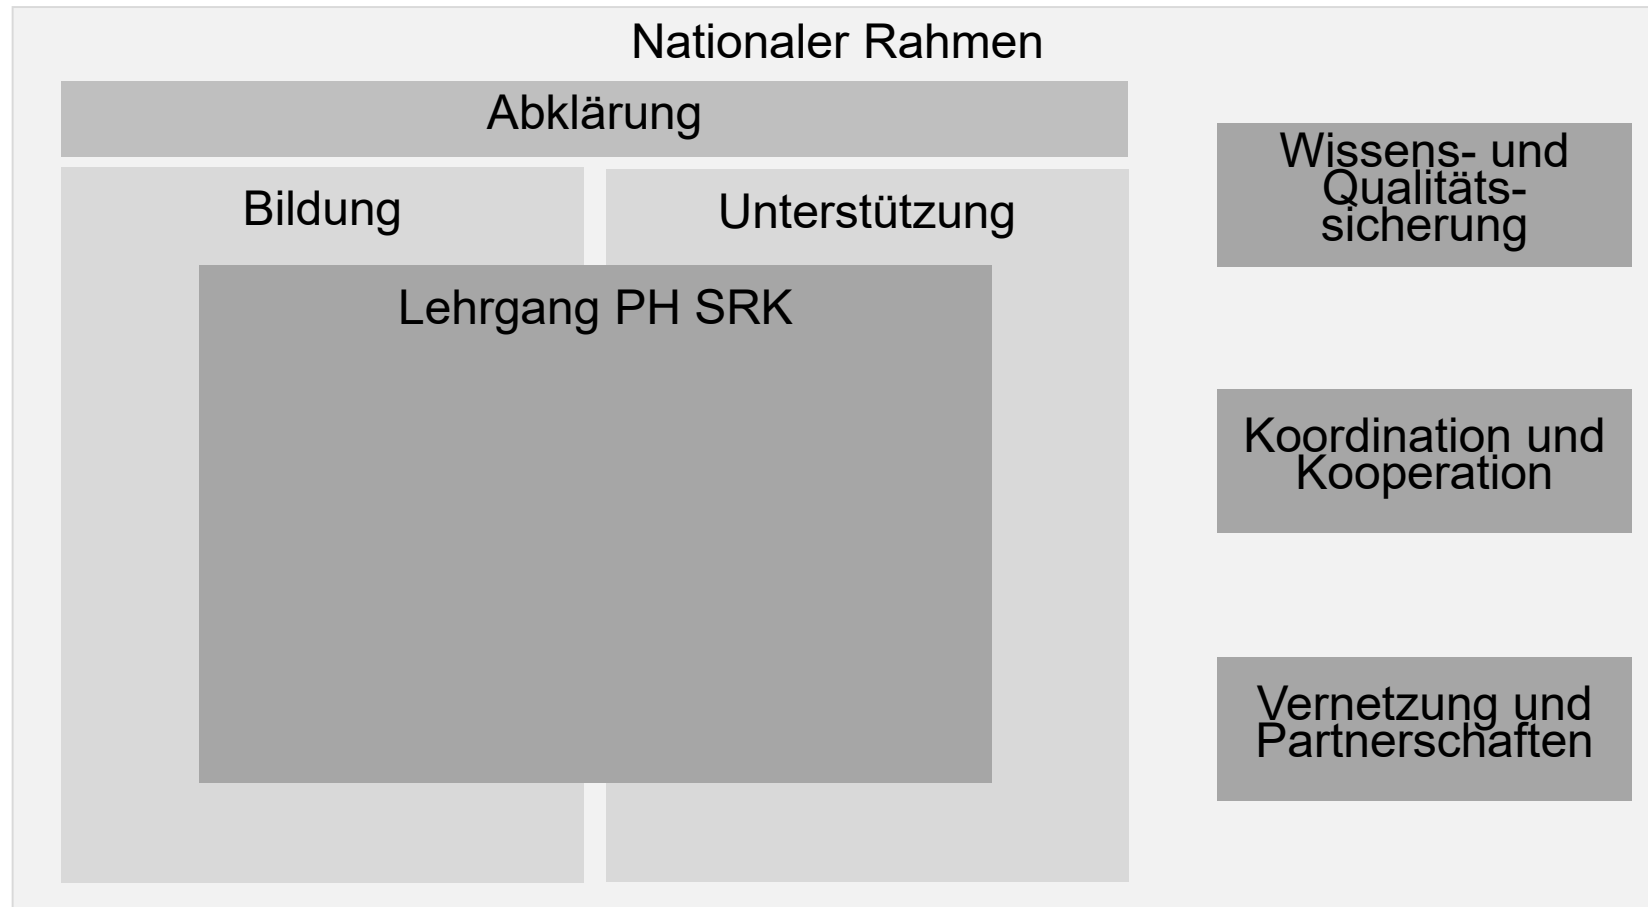 Nationaler Rahmen
Abklärung
Bildung
Unterstützung
Lehrgang PH SRK
Wissens- und
Qualitäts-
sicherung
Koordination und
Kooperation
Vernetzung und
Partnerschaften